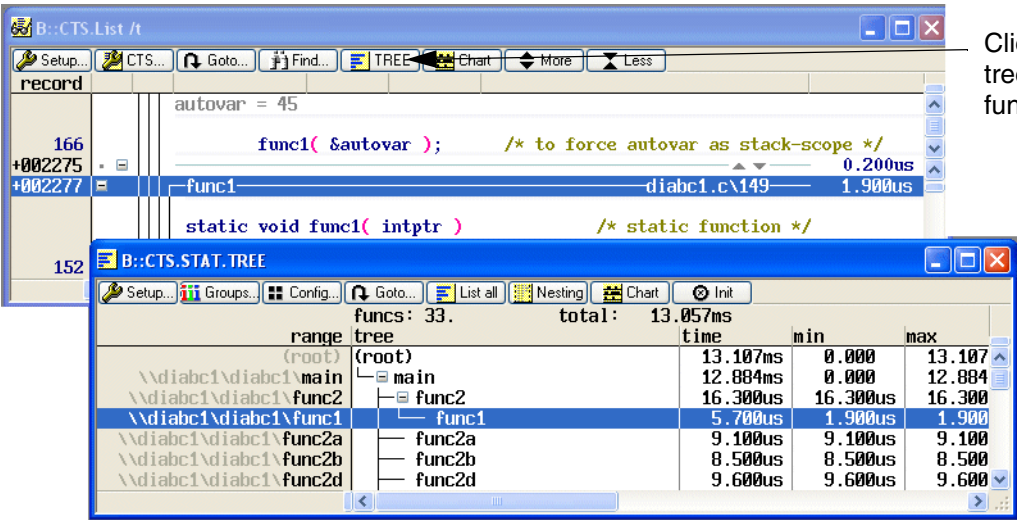 B::CTS.List /t
Setup... CTS... Goto... Find... TREE Chart More Less
record
autovar = 45
166 func1( &autovar ); /* to force autovar as stack-scope */
+002275 0.200us
+002277 func1 diabc1.c\149 1.900us
static void func1( intptr ) /* static function */
152
B::CTS.STAT.TREE
Setup... Groups... Config... Goto... List all Nesting Chart Init
funcs: 33. total: 13.057ms
range tree time min max
(root) (root) 13.107ms 0.000 13.107
\\diabc1\diabc1\main main 12.884ms 0.000 12.884
\\diabc1\diabc1\func2 func2 16.300us 16.300us 16.300
\\diabc1\diabc1\func1 func1 5.700us 1.900us 1.900
\\diabc1\diabc1\func2a func2a 9.100us 9.100us 9.100
\\diabc1\diabc1\func2b func2b 8.500us 8.500us 8.500
\\diabc1\diabc1\func2d func2d 9.600us 9.600us 9.600